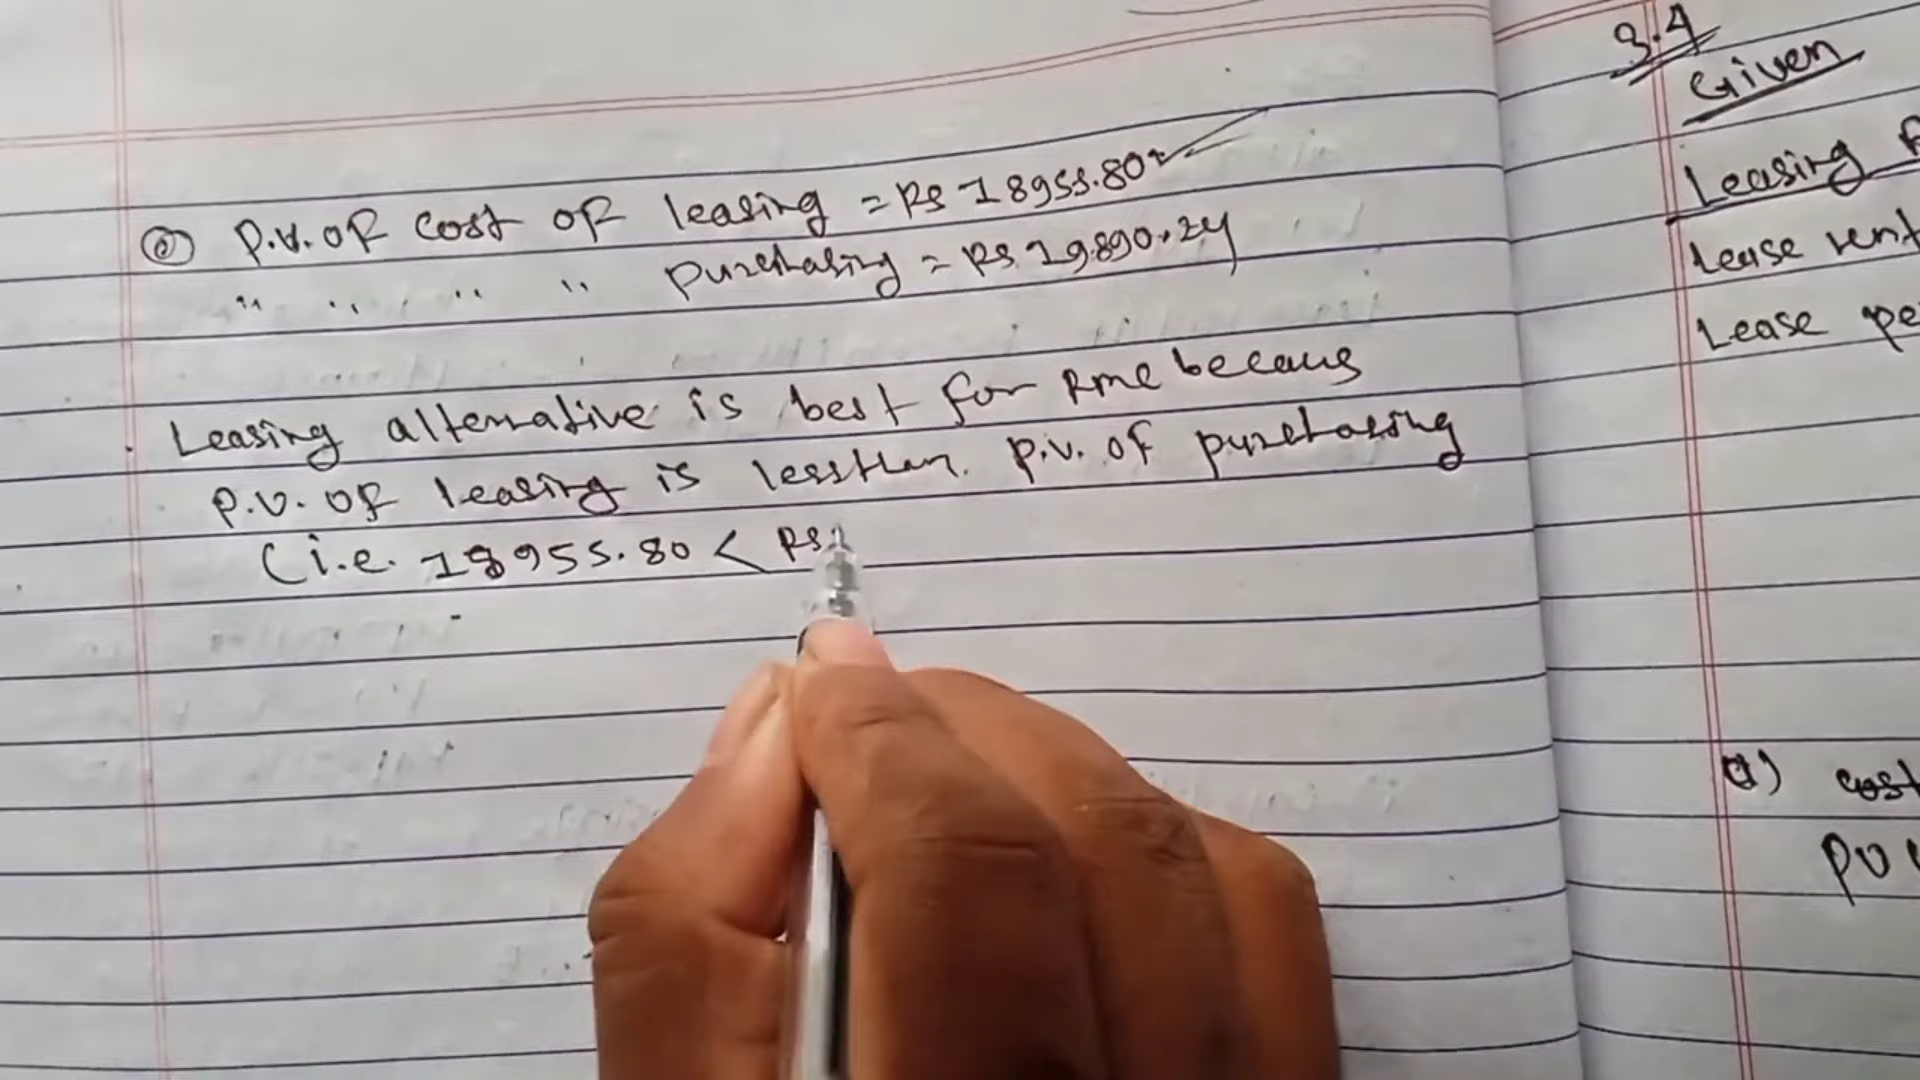 P.V. OF Cost OF leasing = Rs 18955.80
" " " " Purchasing = Rs 19890.24
Leasing alternative is best for RMC becaus
P.V. OF leasing is lessthan P.V. OF purchasing
(i.e. 18955.80 < Rs
3.4
Given
Leasing
Lease rent
Lease pe
a) cost
PV